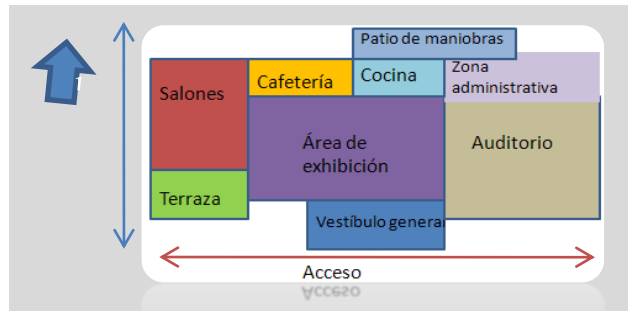 Patio de maniobras
Salones
Cafetería
Cocina
Zona
administrativa
Área de
exhibición
Auditorio
Terraza
Vestíbulo genera
Acceso